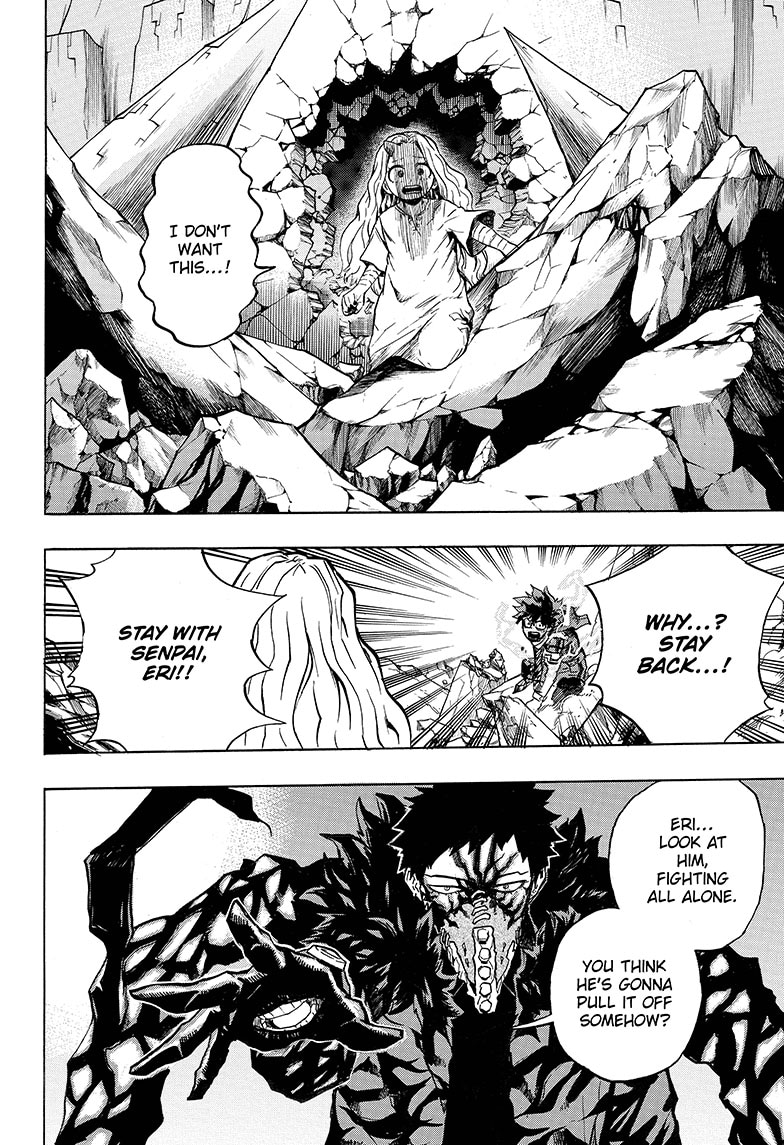 I DON'T
WANT
THIS...!
WHY...?
STAY
BACK...!
STAY WITH
SENPAI,
ERI!!
ERI...
LOOK AT
HIM,
FIGHTING
ALL ALONE.
YOU THINK
HE'S GONNA
PULL IT OFF
SOMEHOW?